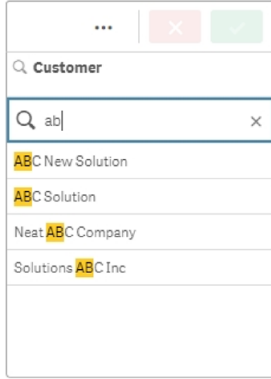 Customer
ab
ABC New Solution
ABC Solution
Neat ABC Company
Solutions ABC Inc